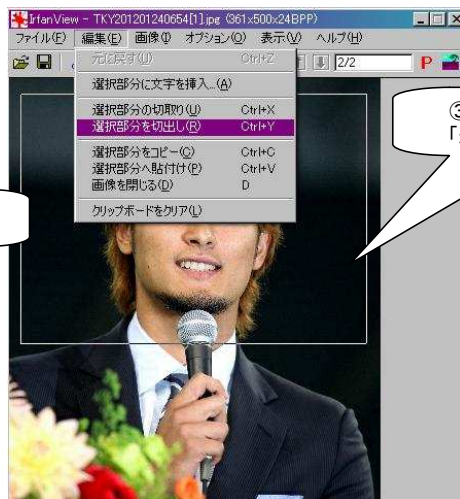 IrfanView - TKY201201240654[1].jpg (361x500x24BPP)
ファイル(F) 編集(E) 画像(I) オプション(O) 表示(V) ヘルプ(H)
2/2
元に戻す(U) Ctrl+Z
選択部分に文字を挿入...(A)
選択部分の切取り(U) Ctrl+X
選択部分を切出し(R) Ctrl+Y
選択部分をコピー(C) Ctrl+C
選択部分へ貼付け(P) Ctrl+V
画像を閉じる(D) D
クリップボードをクリア(L)